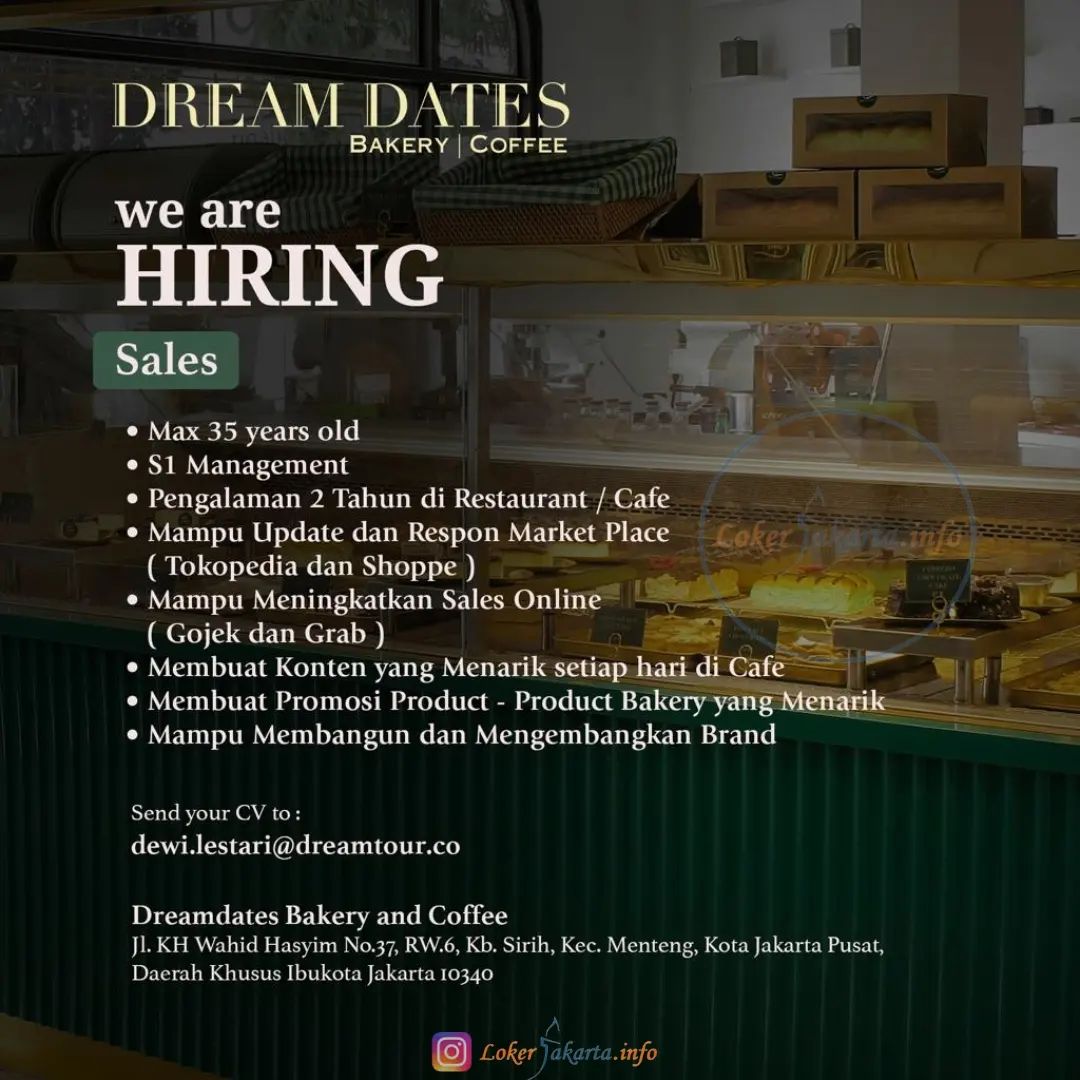 DREAM DATES
BAKERY | COFFEE
we are
HIRING
Sales
• Max 35 years old
• S1 Management
• Pengalaman 2 Tahun di Restaurant / Cafe
• Mampu Update dan Respon Market Place
( Tokopedia dan Shoppe )
• Mampu Meningkatkan Sales Online
( Gojek dan Grab )
• Membuat Konten yang Menarik setiap hari di Cafe
• Membuat Promosi Product - Product Bakery yang Menarik
• Mampu Membangun dan Mengembangkan Brand
Loker Jakarta.info
Send your CV to :
dewi.lestari@dreamtour.co
Dreamdates Bakery and Coffee
Jl. KH Wahid Hasyim No.37, RW.6, Kb. Sirih, Kec. Menteng, Kota Jakarta Pusat,
Daerah Khusus Ibukota Jakarta 10340
Loker Jakarta.info